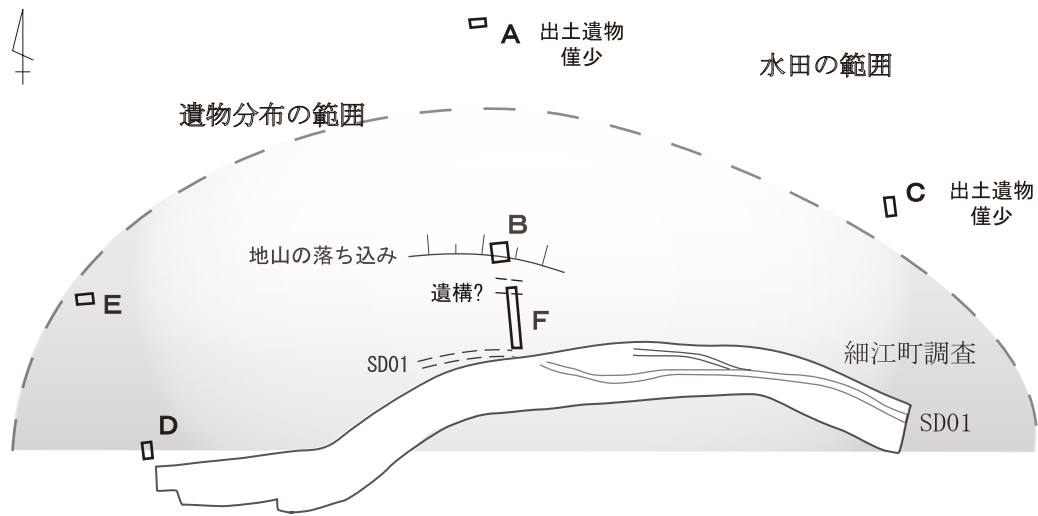 A
出土遺物
僅少
水田の範囲
遺物分布の範囲
C
出土遺物
僅少
B
地山の落ち込み
E
遺構?
F
SD01
細江町調査
SD01
D